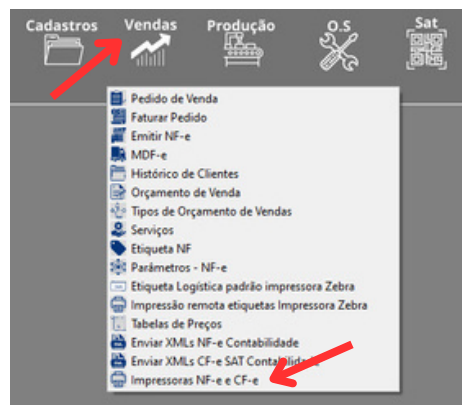 Cadastros Vendas Produção O.S Sat
Pedido de Venda
Faturar Pedido
Emitir NF-e
MDF-e
Histórico de Clientes
Orçamento de Venda
Tipos de Orçamento de Vendas
Serviços
Etiqueta NF
Parâmetros - NF-e
Etiqueta Logística padrão impressora Zebra
Impressão remota etiquetas Impressora Zebra
Tabelas de Preços
Enviar XMLs NF-e Contabilidade
Enviar XMLs CF-e SAT Contabilidade
Impressoras NF-e e CF-e